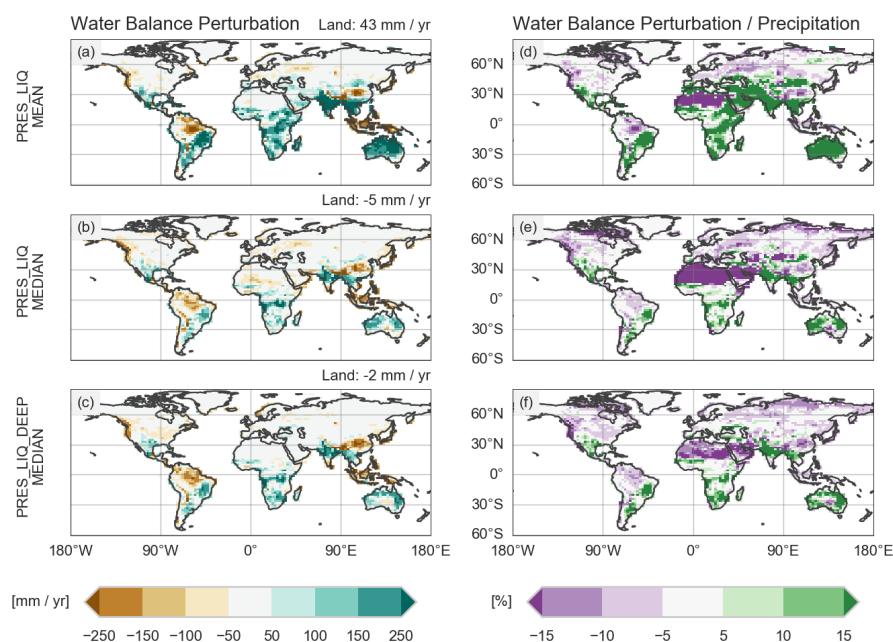 Water Balance Perturbation
Land: 43 mm / yr
Water Balance Perturbation / Precipitation
PRES_LIQ
MEAN
(a)
(d)
60°N
30°N
0°
30°S
60°S
Land: -5 mm / yr
PRES_LIQ
MEDIAN
(b)
(e)
60°N
30°N
0°
30°S
60°S
Land: -2 mm / yr
PRES_LIQ_DEEP
MEDIAN
(c)
(f)
60°N
30°N
0°
30°S
60°S
180°W 90°W 0° 90°E 180°E
180°W 90°W 0° 90°E 180°E
[mm / yr]
−250 −150 −100 −50 50 150 150 250
[%]
−15 −10 −5 5 10 15